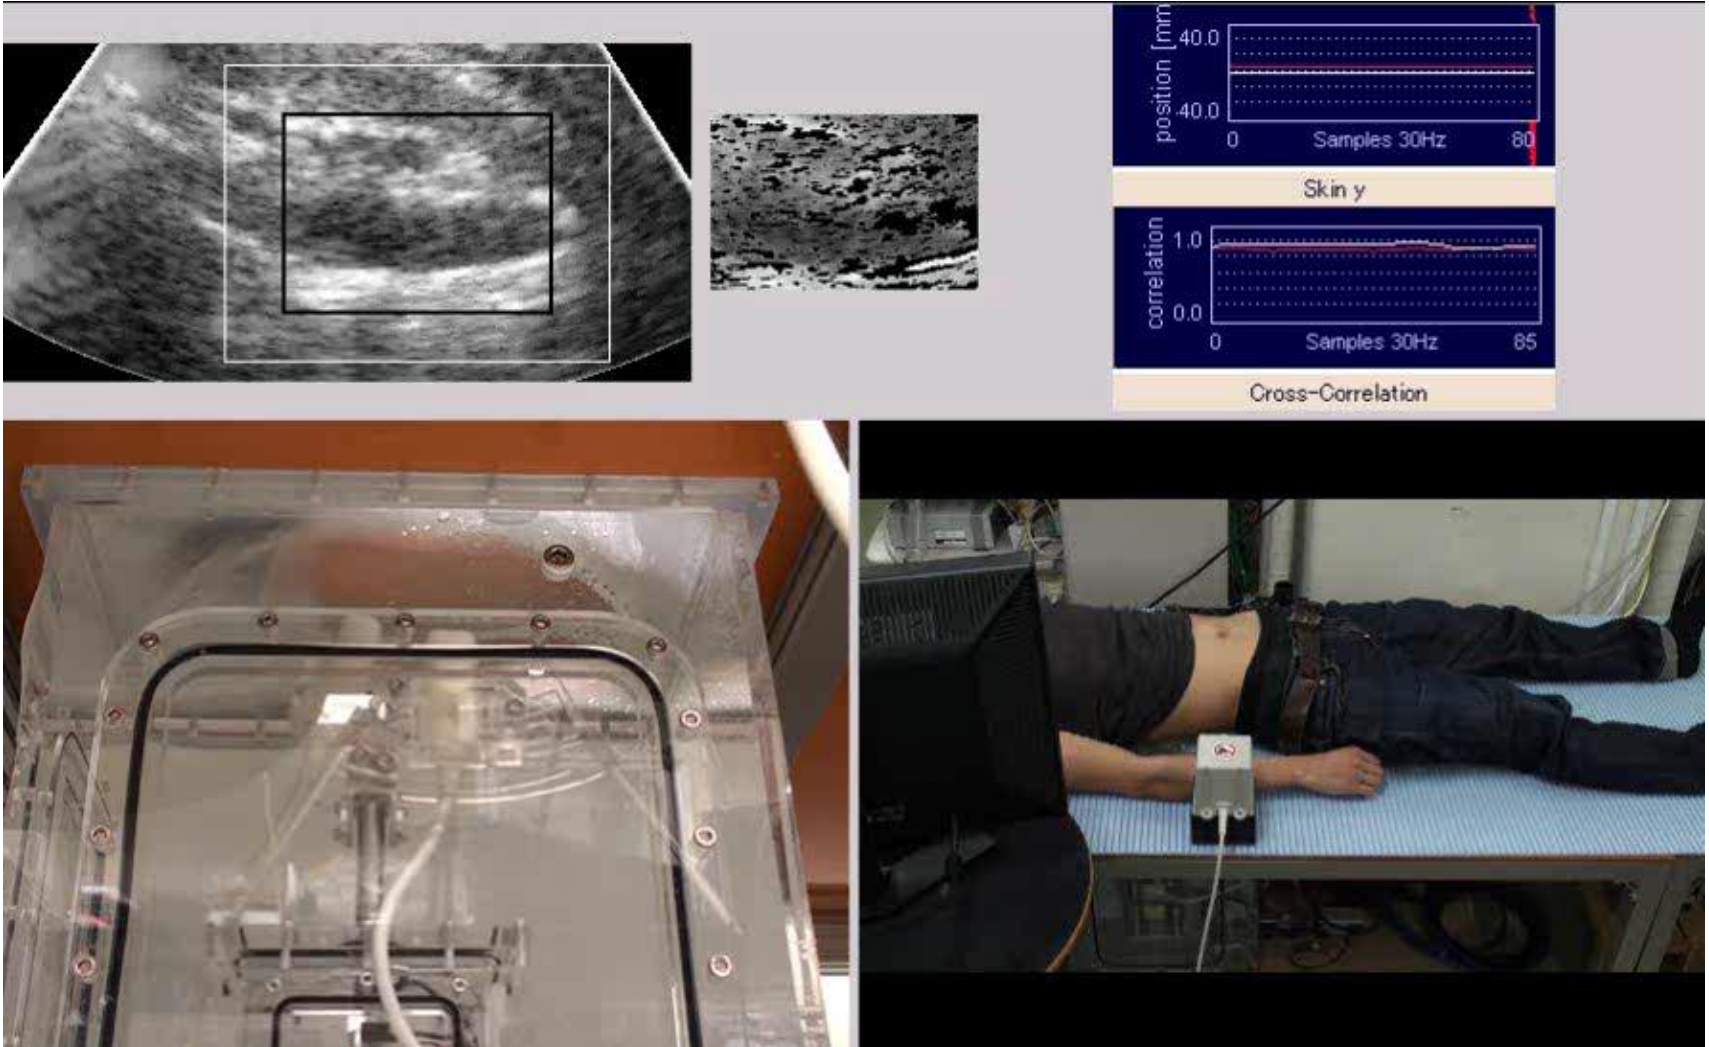 position [mm
40.0
-40.0
0 Samples 30Hz 80
Skin y
correlation
1.0
0.0
0 Samples 30Hz 85
Cross-Correlation